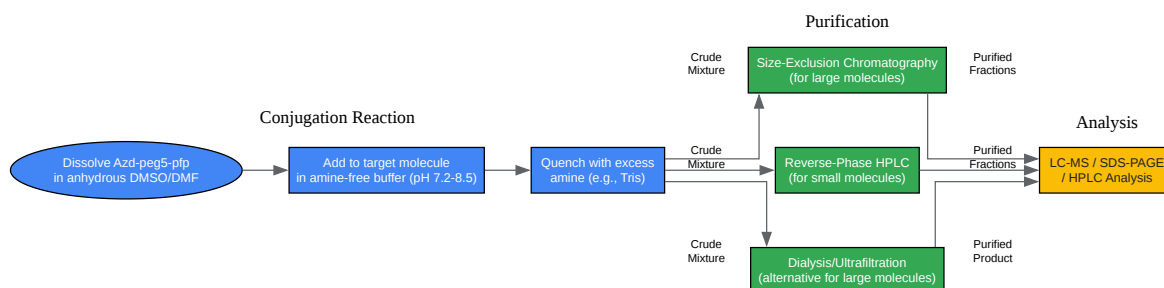 Purification
Crude
Mixture
Size-Exclusion Chromatography
(for large molecules)
Purified
Fractions
Conjugation Reaction
Analysis
Dissolve Azd-peg5-pfp
in anhydrous DMSO/DMF
Add to target molecule
in amine-free buffer (pH 7.2-8.5)
Quench with excess
amine (e.g., Tris)
Crude
Mixture
Reverse-Phase HPLC
(for small molecules)
Purified
Fractions
LC-MS / SDS-PAGE
/ HPLC Analysis
Crude
Mixture
Dialysis/Ultrafiltration
(alternative for large molecules)
Purified
Product